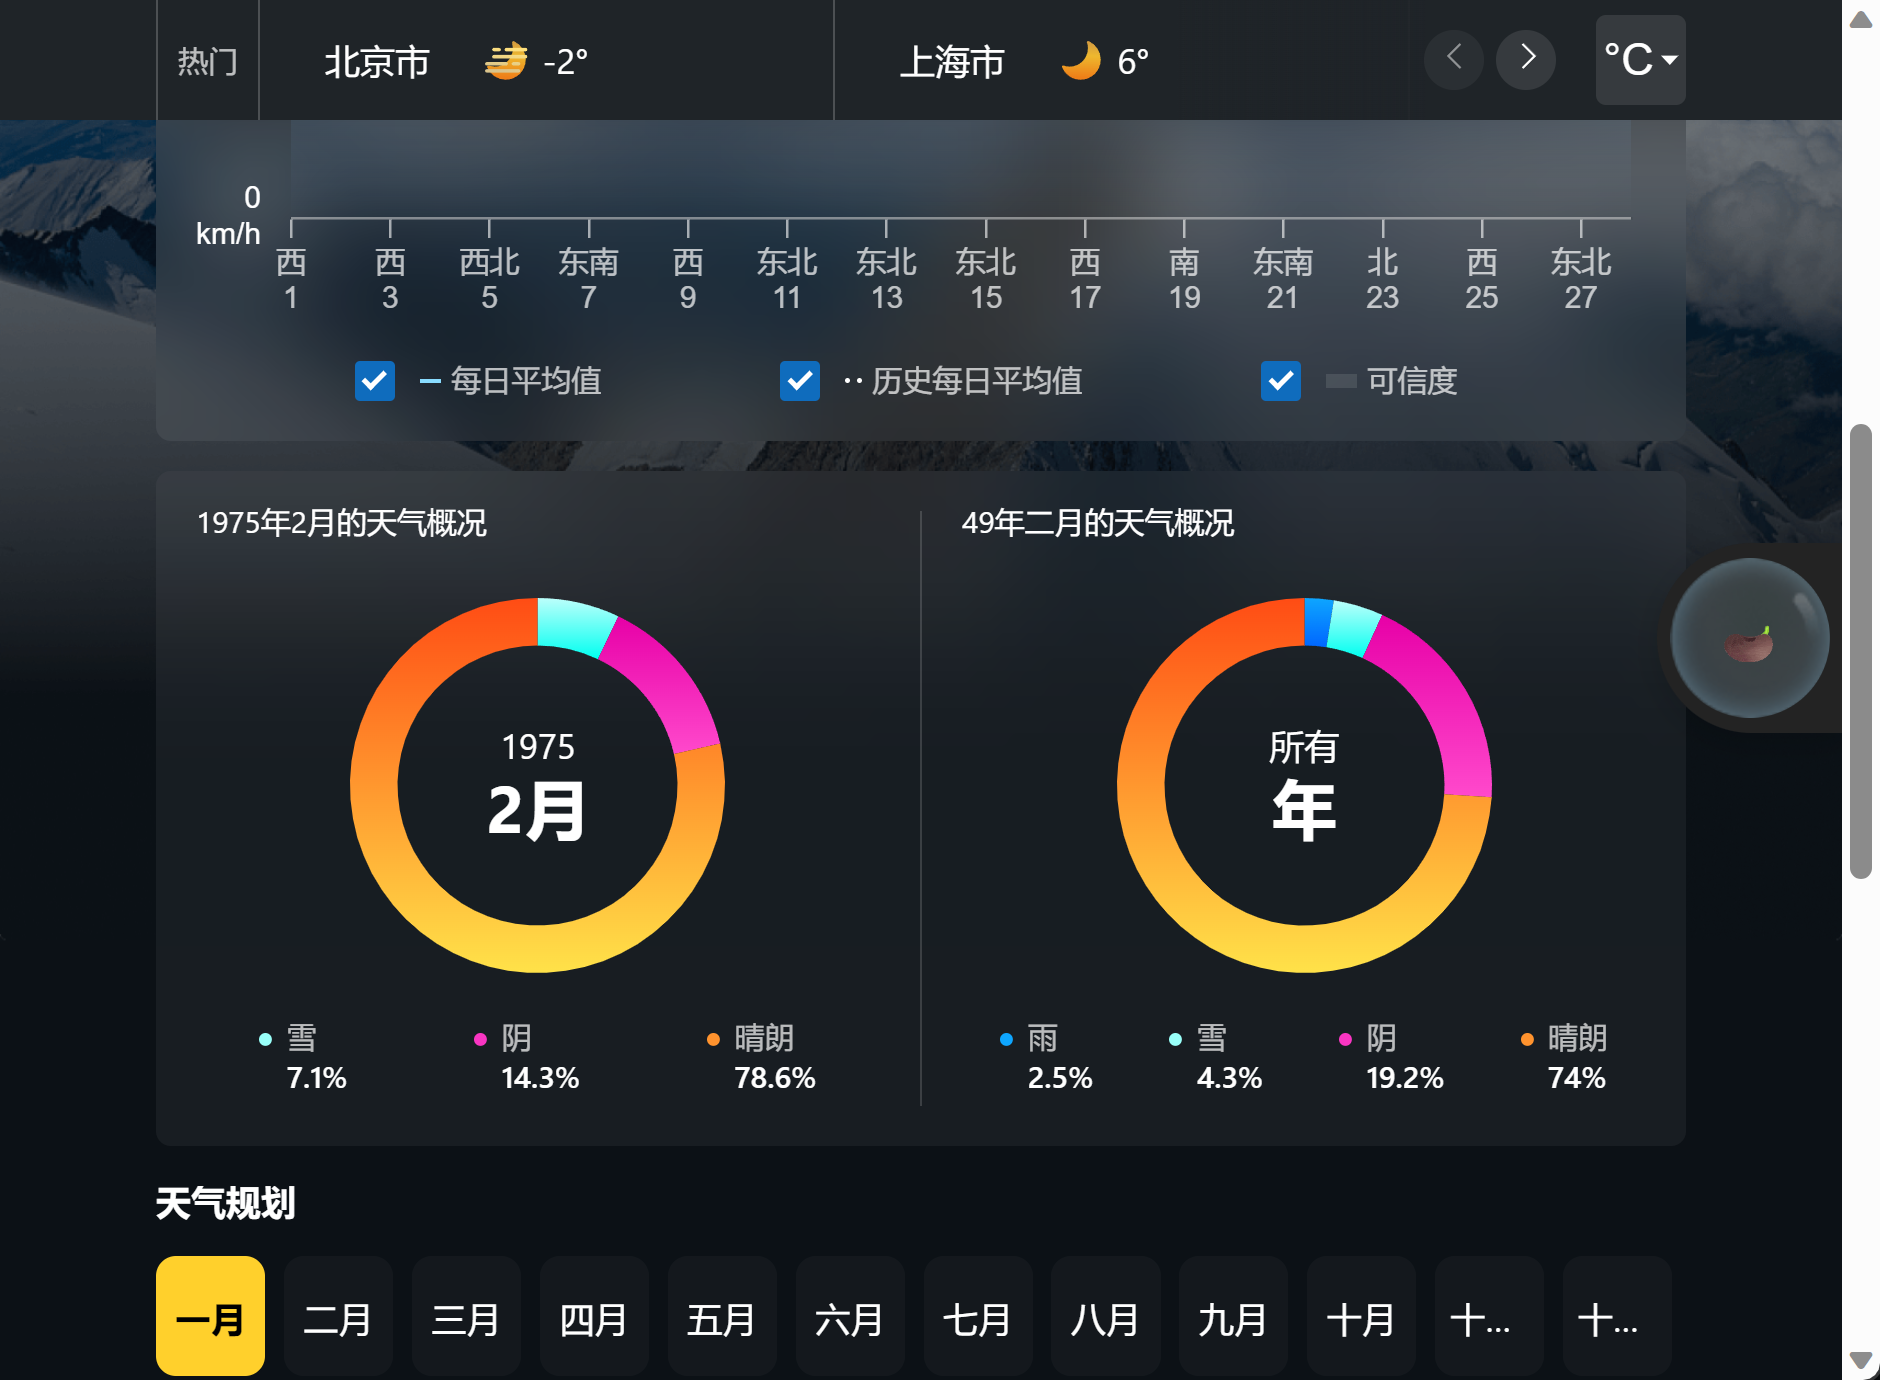 热门
北京市 -2°
上海市 6°
°C
0
km/h
西 西 西北 东南 西 东北 东北 东北 西 南 东南 北 西 东北
1 3 5 7 9 11 13 15 17 19 21 23 25 27
每日平均值 历史每日平均值 可信度
1975年2月的天气概况
1975
2月
雪 阴 晴朗
7.1% 14.3% 78.6%
49年二月的天气概况
所有
年
雨 雪 阴 晴朗
2.5% 4.3% 19.2% 74%
天气规划
一月 二月 三月 四月 五月 六月 七月 八月 九月 十月 十... 十...